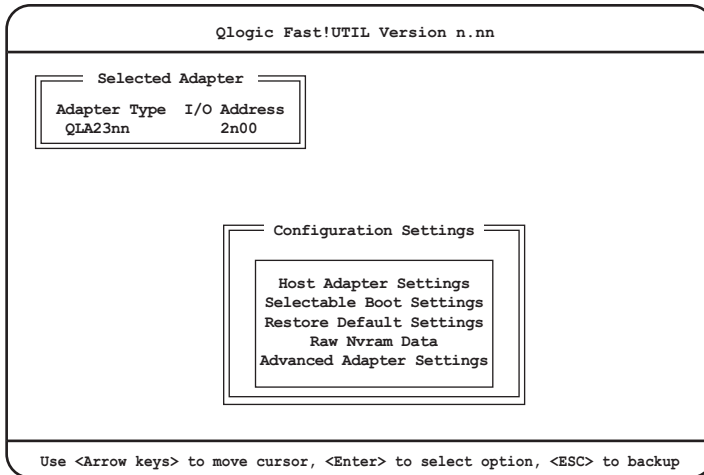 Qlogic Fast!UTIL Version n.nn
Selected Adapter
Adapter Type I/O Address
QLA23nn 2n00
Configuration Settings
Host Adapter Settings
Selectable Boot Settings
Restore Default Settings
Raw Nvram Data
Advanced Adapter Settings
Use <Arrow keys> to move cursor, <Enter> to select option, <ESC> to backup